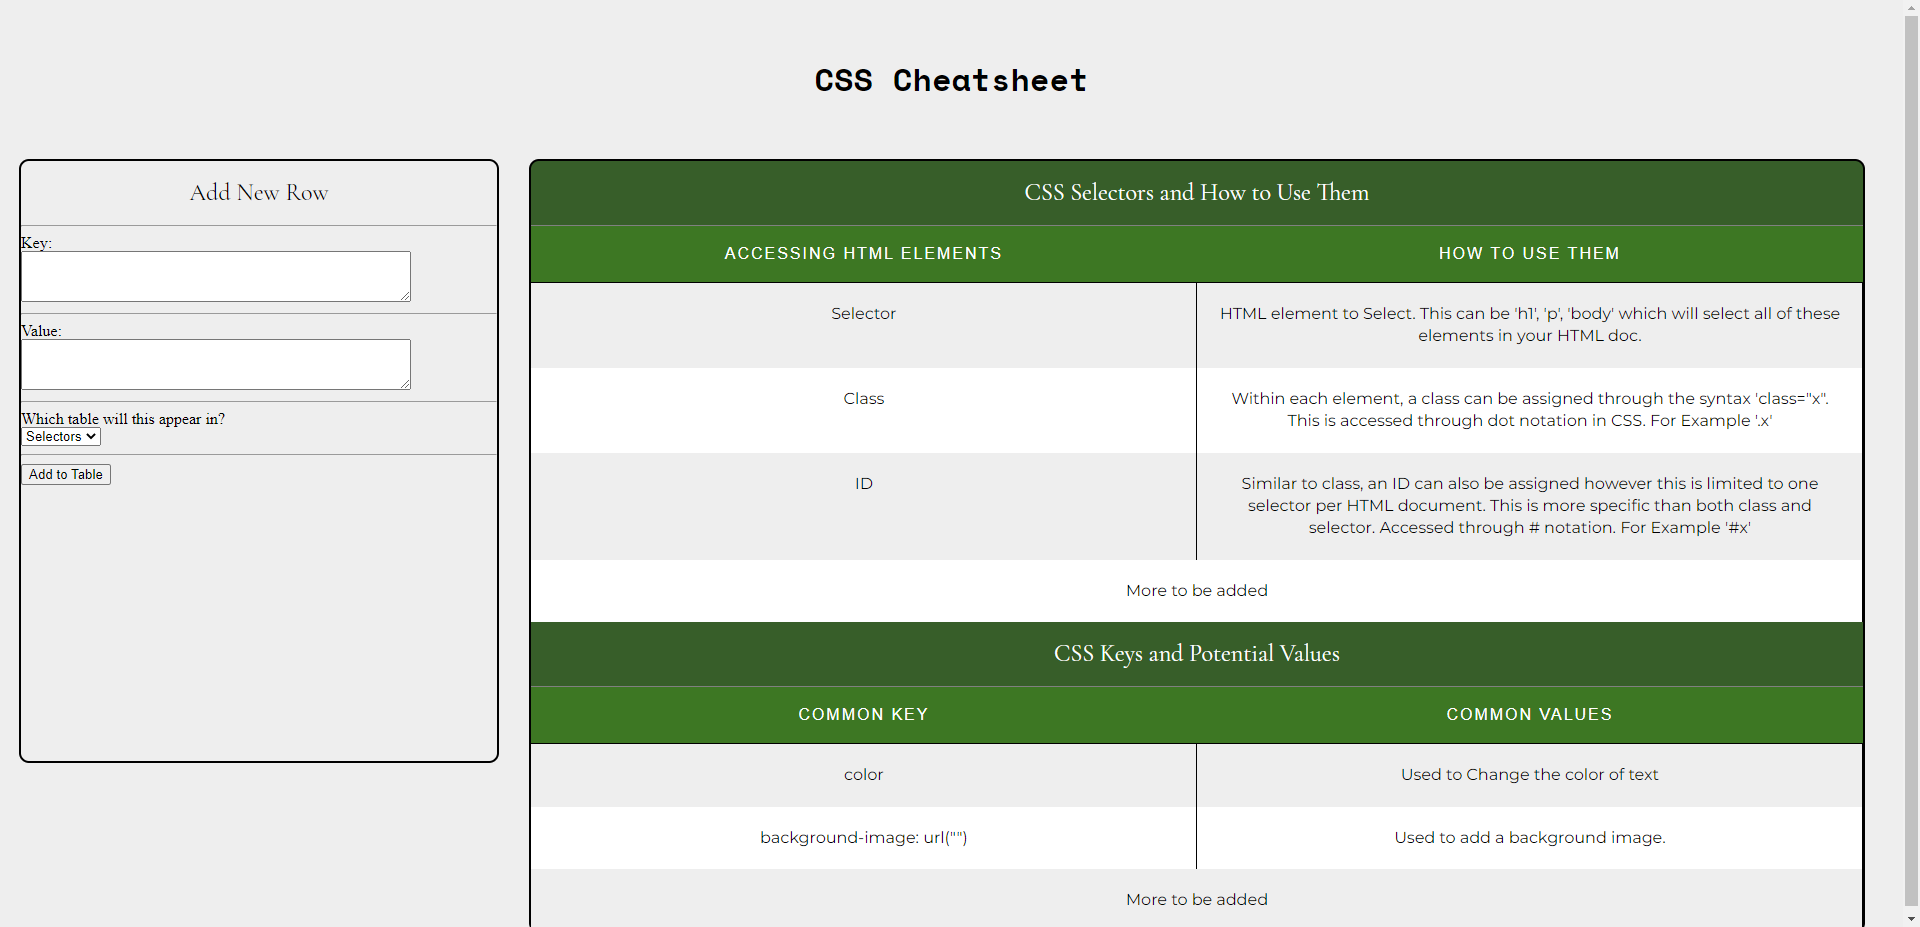 CSS Cheatsheet
Add New Row
Key:
Value:
Which table will this appear in?
Selectors
Add to Table
CSS Selectors and How to Use Them
ACCESSING HTML ELEMENTS
HOW TO USE THEM
Selector
HTML element to Select. This can be 'h1', 'p', 'body' which will select all of these
elements in your HTML doc.
Class
Within each element, a class can be assigned through the syntax 'class="x".
This is accessed through dot notation in CSS. For Example '.x'
ID
Similar to class, an ID can also be assigned however this is limited to one
selector per HTML document. This is more specific than both class and
selector. Accessed through # notation. For Example '#x'
More to be added
CSS Keys and Potential Values
COMMON KEY
COMMON VALUES
color
Used to Change the color of text
background-image: url("")
Used to add a background image.
More to be added